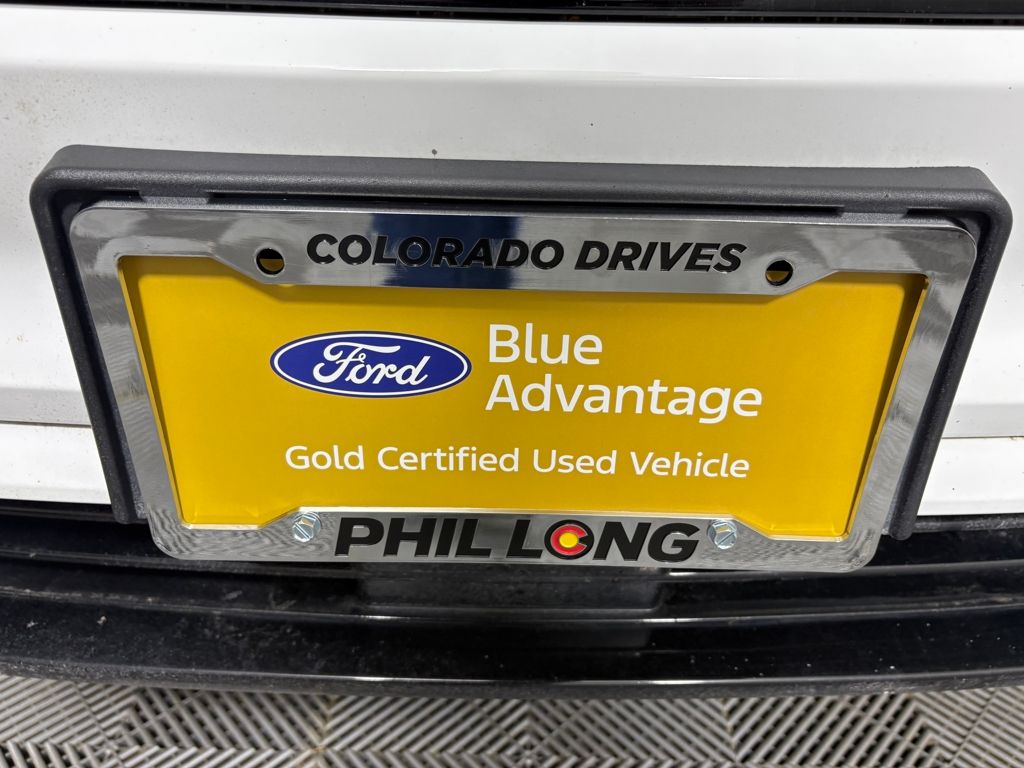 COLORADO DRIVES
Ford
Blue
Advantage
Gold Certified Used Vehicle
PHIL LONG